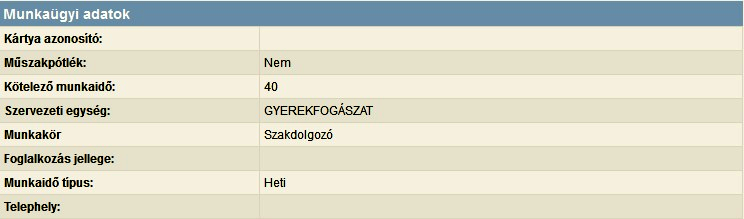 Munkaügyi adatok
Kártya azonosító:
Műszakpótlék: Nem
Kötelező munkaidő: 40
Szervezeti egység: GYEREKFOGÁSZAT
Munkakör Szakdolgozó
Foglalkozás jellege:
Munkaidő típus: Heti
Telephely: